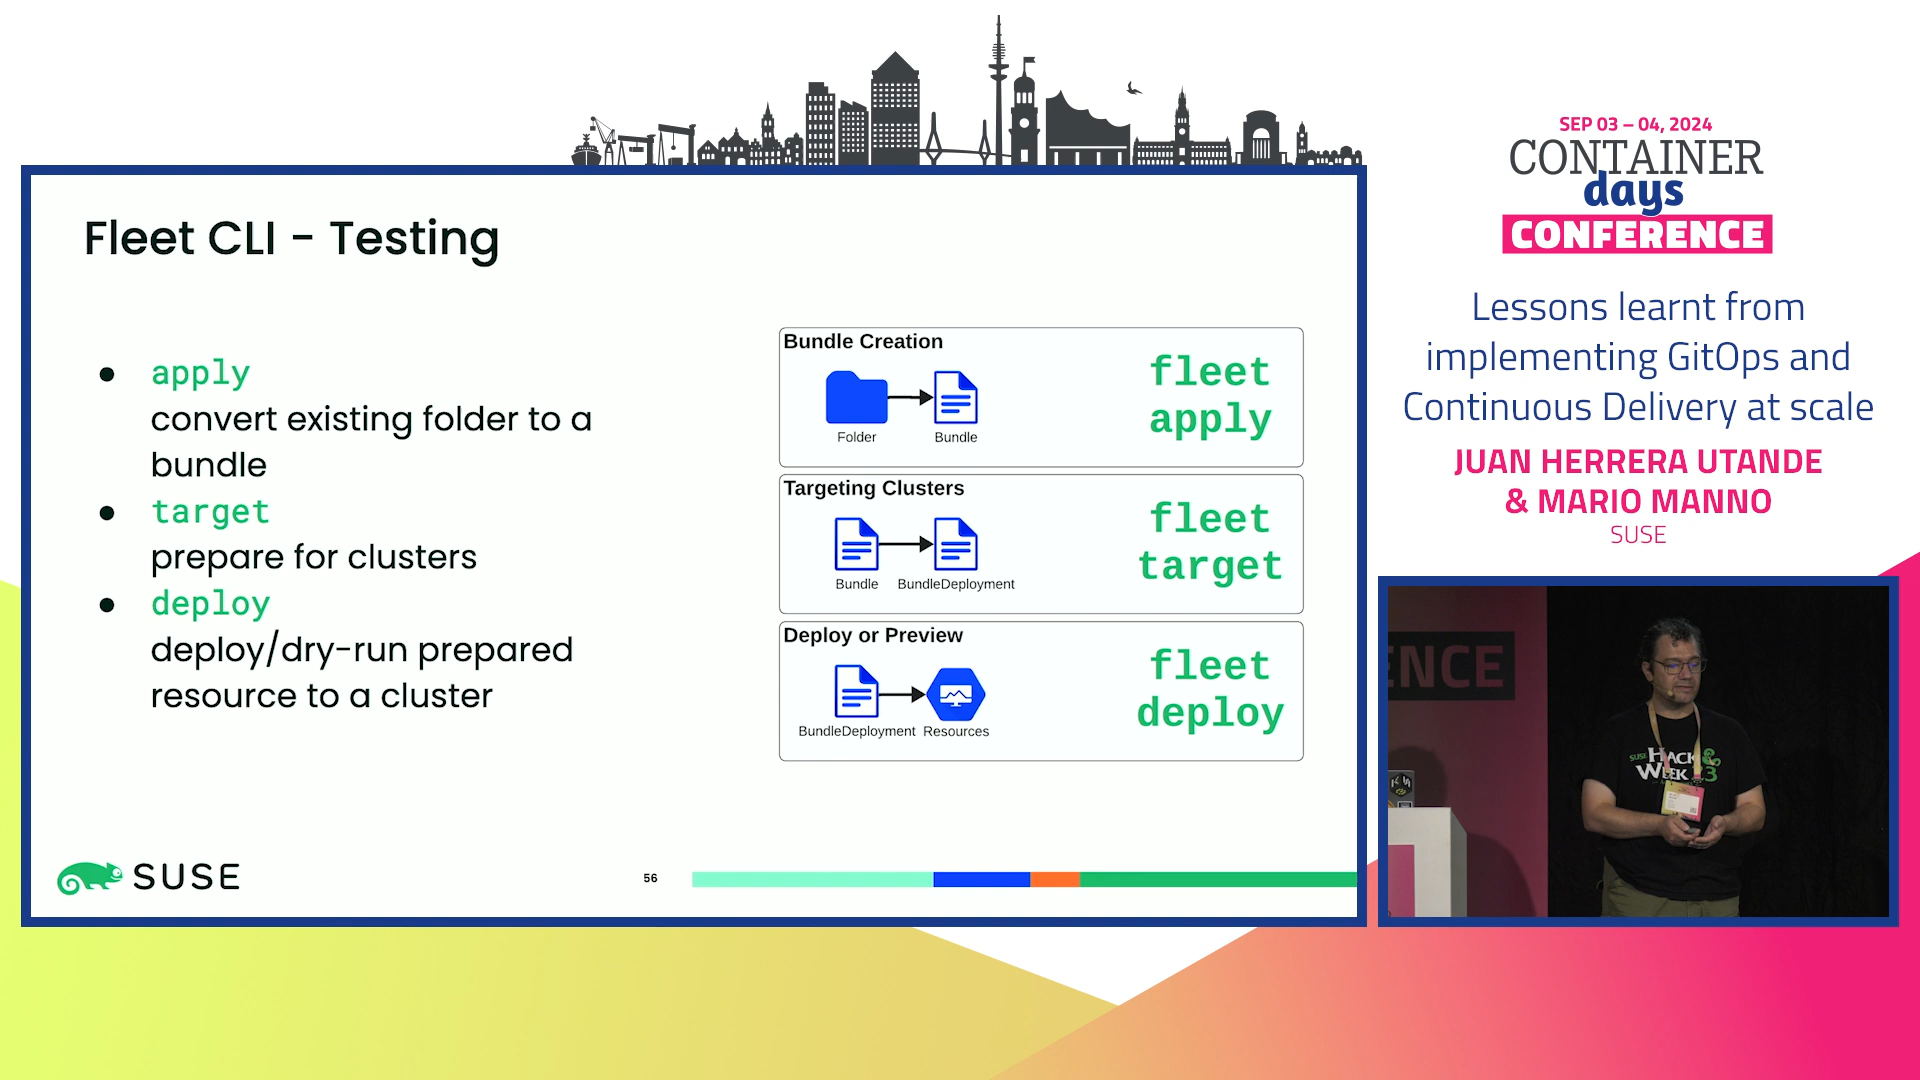 Fleet CLI - Testing
● apply
convert existing folder to a
bundle
● target
prepare for clusters
● deploy
deploy/dry-run prepared
resource to a cluster
Bundle Creation
Folder
Bundle
fleet
apply
Targeting Clusters
Bundle
BundleDeployment
fleet
target
Deploy or Preview
BundleDeployment
Resources
fleet
deploy
SUSE
56
SEP 03 – 04, 2024
CONTAINER
days
CONFERENCE
Lessons learnt from
implementing GitOps and
Continuous Delivery at scale
JUAN HERRERA UTANDE
& MARIO MANNO
SUSE
ENCE
SUSE HACK
WEEK 23